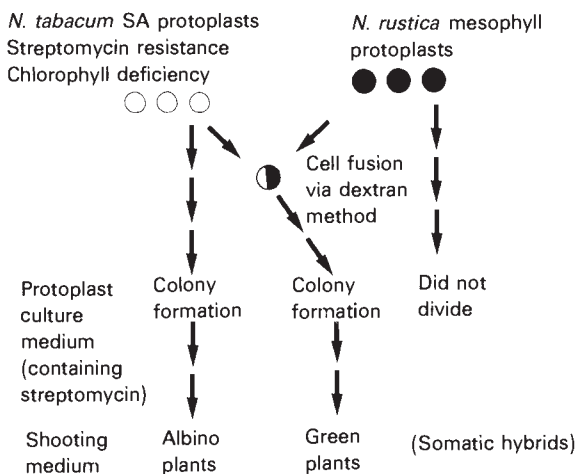 N. tabacum SA protoplasts
Streptomycin resistance
Chlorophyll deficiency
N. rustica mesophyll
protoplasts
Cell fusion
via dextran
method
Protoplast
culture
medium
(containing
streptomycin)
Colony
formation
Colony
formation
Did not
divide
Shooting
medium
Albino
plants
Green
plants
(Somatic hybrids)